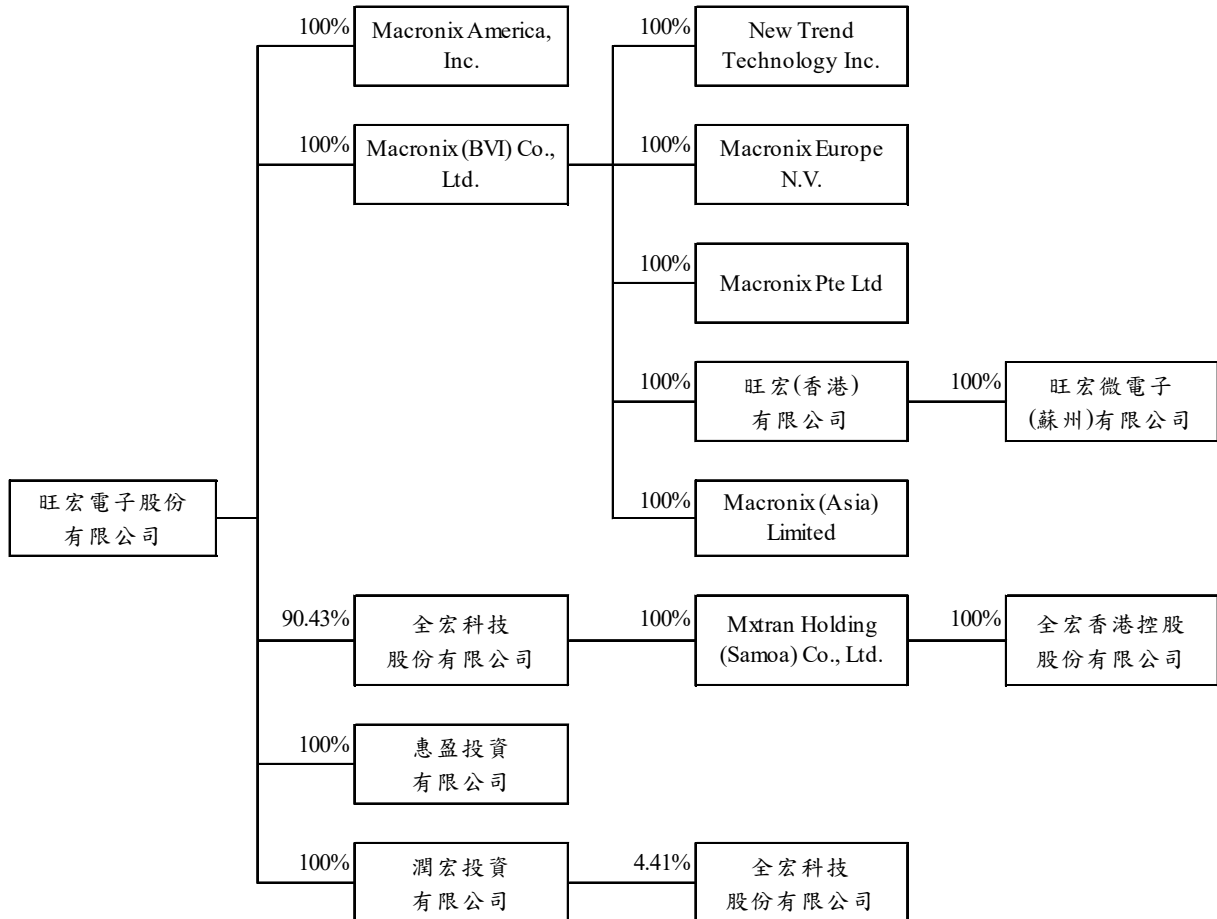 100%
Macronix America,
Inc.
100%
New Trend
Technology Inc.
100%
Macronix (BVI) Co.,
Ltd.
100%
Macronix Europe
N.V.
100%
Macronix Pte Ltd
100%
旺宏(香港)
有限公司
100%
旺宏微電子
(蘇州)有限公司
旺宏電子股份
有限公司
100%
Macronix (Asia)
Limited
90.43%
全宏科技
股份有限公司
100%
Mxtran Holding
(Samoa) Co., Ltd.
100%
全宏香港控股
股份有限公司
100%
惠盈投資
有限公司
100%
潤宏投資
有限公司
4.41%
全宏科技
股份有限公司